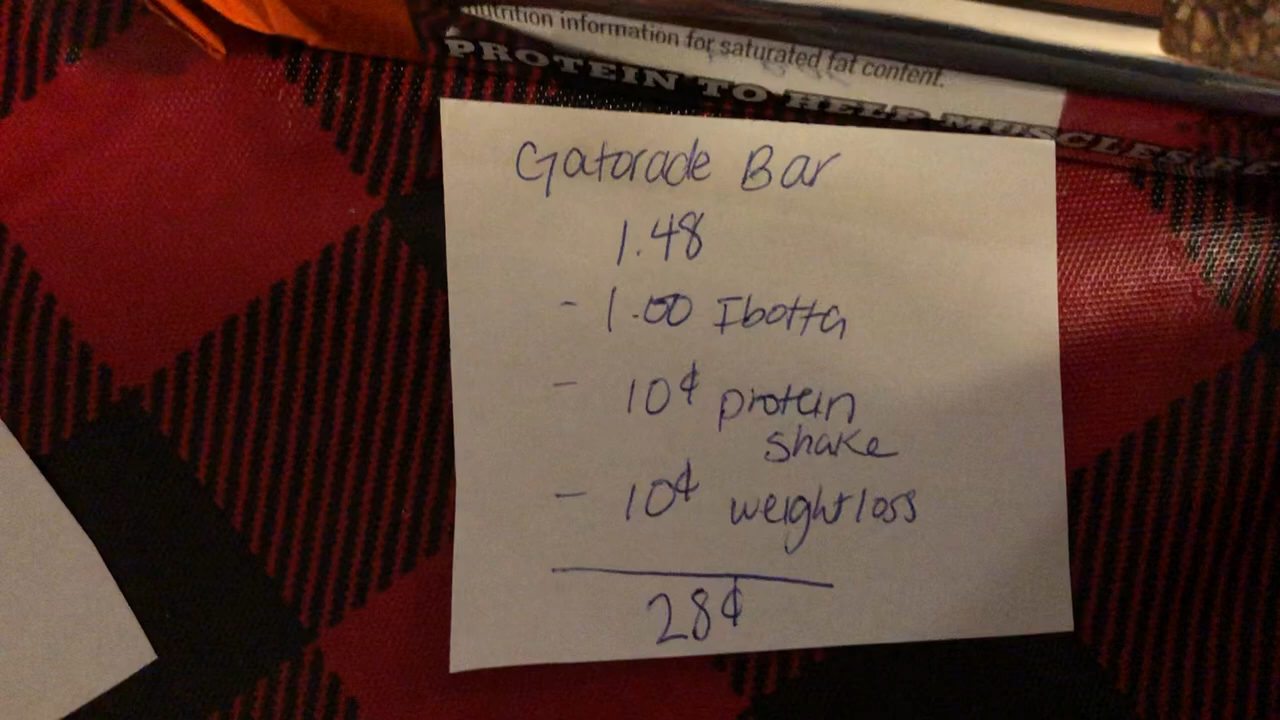 nutrition information for saturated fat content.
PROTEIN TO HELP MUSCLES
Gatorade Bar
1.48
- 1.00 Ibotta
- 10¢ protein
shake
- 10¢ weightloss
28¢